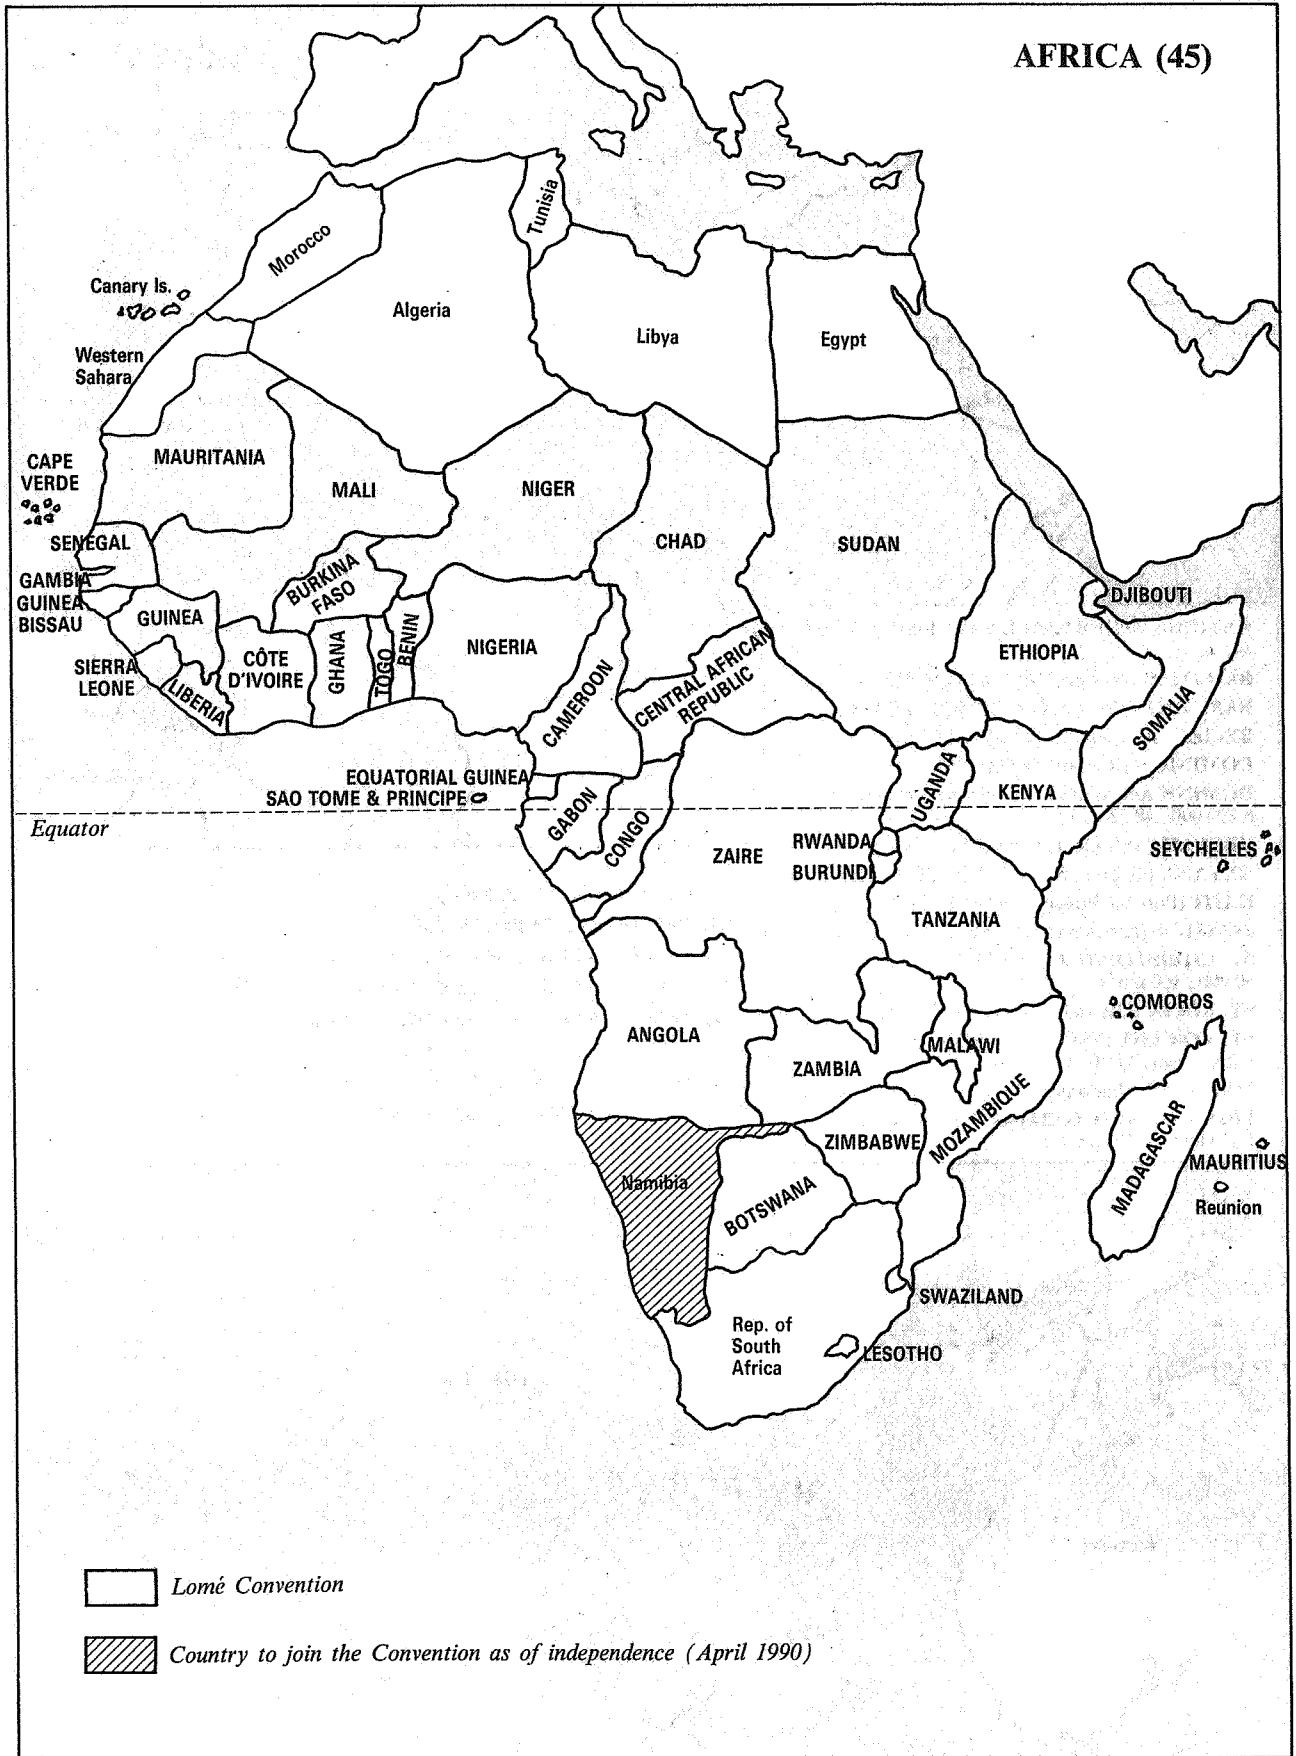 AFRICA (45)
Tunisia
Morocco
Canary Is.
Algeria
Libya
Egypt
Western
Sahara
MAURITANIA
CAPE
VERDE
MALI
NIGER
CHAD
SUDAN
SENEGAL
GAMBIA
GUINEA
BISSAU
BURKINA
FASO
DJIBOUTI
GUINEA
NIGERIA
BENIN
TOGO
GHANA
CÔTE
D'IVOIRE
SIERRA
LEONE
LIBERIA
CAMEROON
CENTRAL AFRICAN
REPUBLIC
ETHIOPIA
SOMALIA
EQUATORIAL GUINEA
SAO TOME & PRINCIPE
UGANDA
KENYA
Equator
GABON
CONGO
ZAIRE
RWANDA
BURUNDI
SEYCHELLES
TANZANIA
COMOROS
ANGOLA
ZAMBIA
MALAWI
MOZAMBIQUE
ZIMBABWE
MADAGASCAR
MAURITIUS
Reunion
Namibia
BOTSWANA
SWAZILAND
Rep. of
South
Africa
LESOTHO
Lomé Convention
Country to join the Convention as of independence (April 1990)